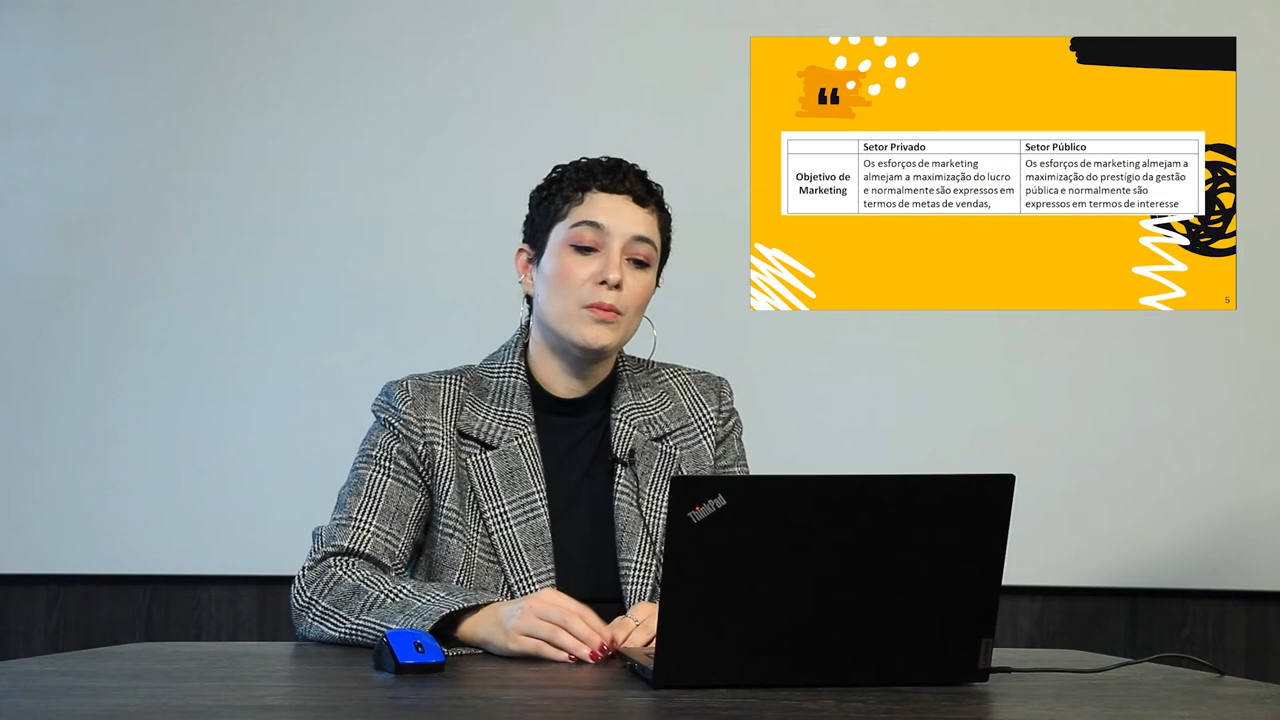 “
Setor Privado
Setor Público
Objetivo de
Marketing
Os esforços de marketing
almejam a maximização do lucro
e normalmente são expressos em
termos de metas de vendas,
Os esforços de marketing almejam a
maximização do prestígio da gestão
pública e normalmente são
expressos em termos de interesse
5
ThinkPad